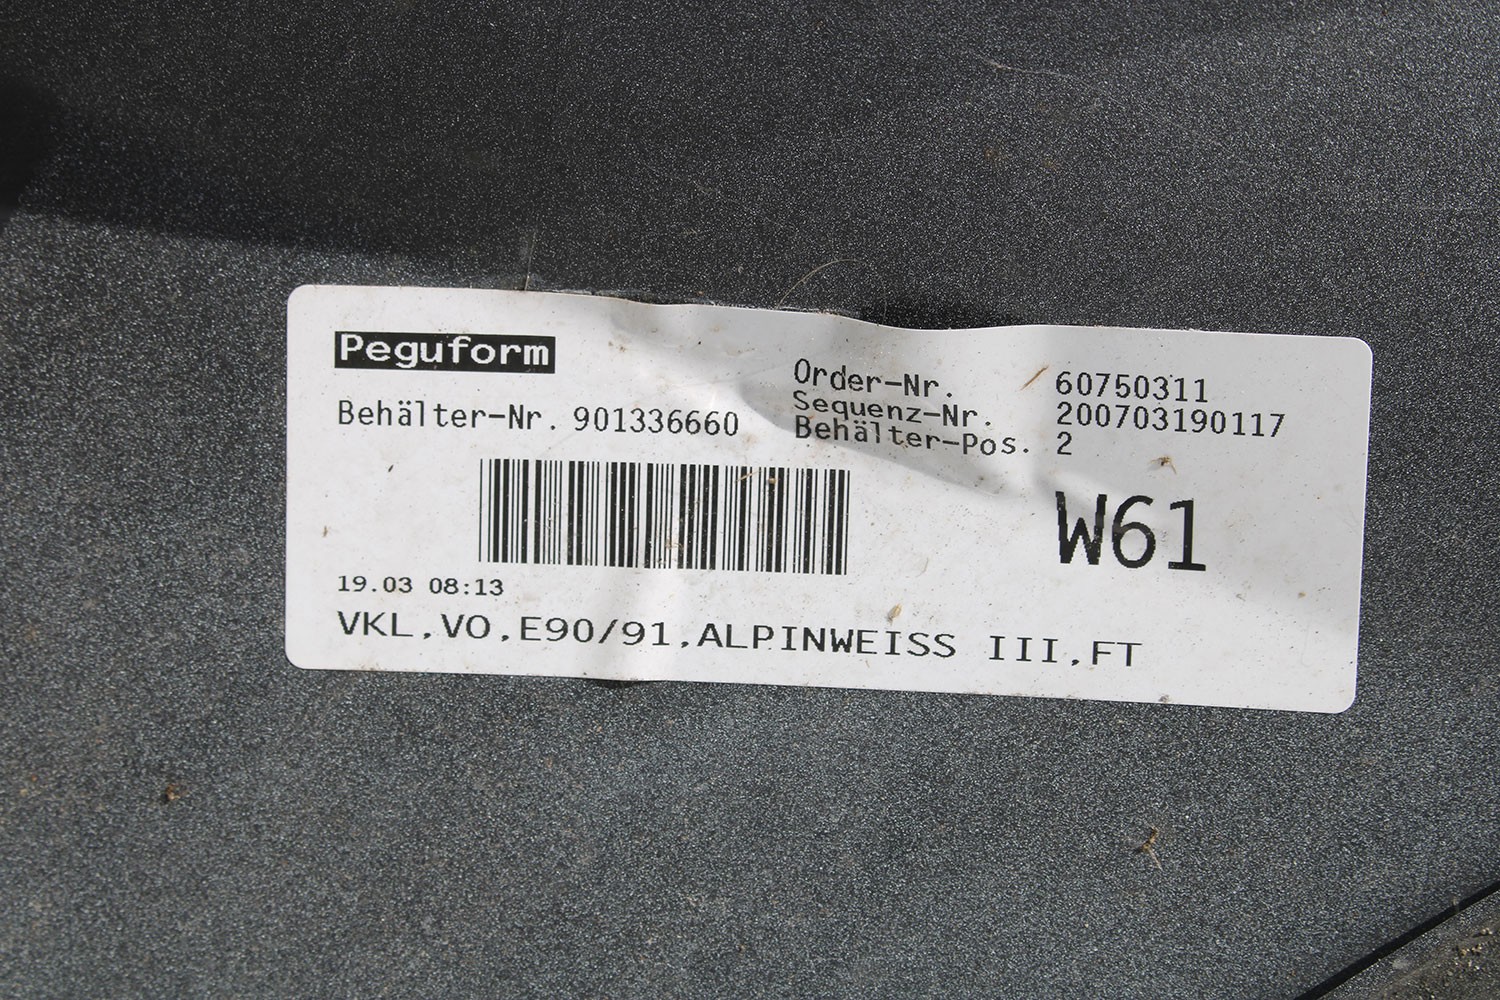 Peguform
Behälter-Nr. 901336660
Order-Nr. 60750311
Sequenz-Nr. 200703190117
Behälter-Pos. 2
W61
19.03 08:13
VKL,VO,E90/91,ALPINWEISS III,FT